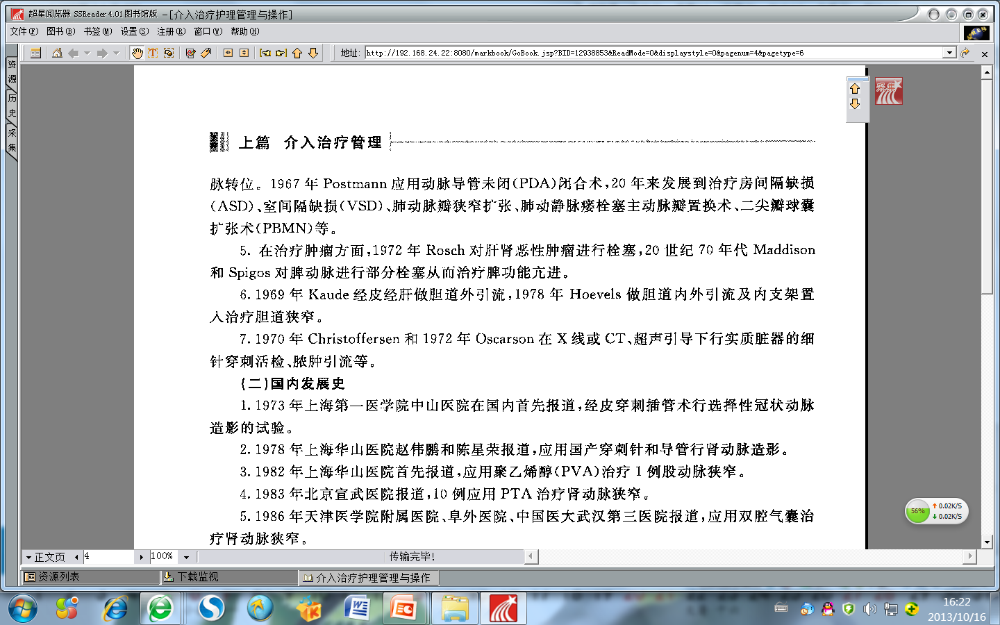 超星阅览器 SSReader 4.01图书馆版 -[介入治疗护理管理与操作]
文件(F) 图书(B) 书签(M) 设置(S) 注册(R) 窗口(W) 帮助(H)
地址: http://192.168.24.22:8080/markbook/GoBook.jsp?BID=12938853&ReadMode=0&displaystyle=0&pagenum=4&pagetype=6
资源
历史
采集
采集
上篇 介入治疗管理
脉转位。1967 年 Postmann 应用动脉导管未闭(PDA)闭合术,20 年来发展到治疗房间隔缺损
(ASD)、室间隔缺损(VSD)、肺动脉瓣狭窄扩张、肺动静脉瘘栓塞主动脉瓣置换术、二尖瓣球囊
扩张术(PBMN)等。
5. 在治疗肿瘤方面,1972 年 Rosch 对肝肾恶性肿瘤进行栓塞,20 世纪 70 年代 Maddison
和 Spigos 对脾动脉进行部分栓塞从而治疗脾功能亢进。
6. 1969 年 Kaude 经皮经肝做胆道外引流,1978 年 Hoevels 做胆道内外引流及内支架置
入治疗胆道狭窄。
7. 1970 年 Christoffersen 和 1972 年 Oscarson 在 X 线或 CT、超声引导下行实质脏器的细
针穿刺活检、脓肿引流等。
(二)国内发展史
1. 1973 年上海第一医学院中山医院在国内首先报道,经皮穿刺插管术行选择性冠状动脉
造影的试验。
2. 1978 年上海华山医院赵伟鹏和陈星荣报道,应用国产穿刺针和导管行肾动脉造影。
3. 1982 年上海华山医院首先报道,应用聚乙烯醇(PVA)治疗 1 例股动脉狭窄。
4. 1983 年北京宣武医院报道,10 例应用 PTA 治疗肾动脉狭窄。
5. 1986 年天津医学院附属医院、阜外医院、中国医大武汉第三医院报道,应用双腔气囊治
疗肾动脉狭窄。
56% 0.02K/S
0.02K/S
正文页 4 100% 传输完毕!
资源列表 下载监视 介入治疗护理管理与操作
16:22
2013/10/16